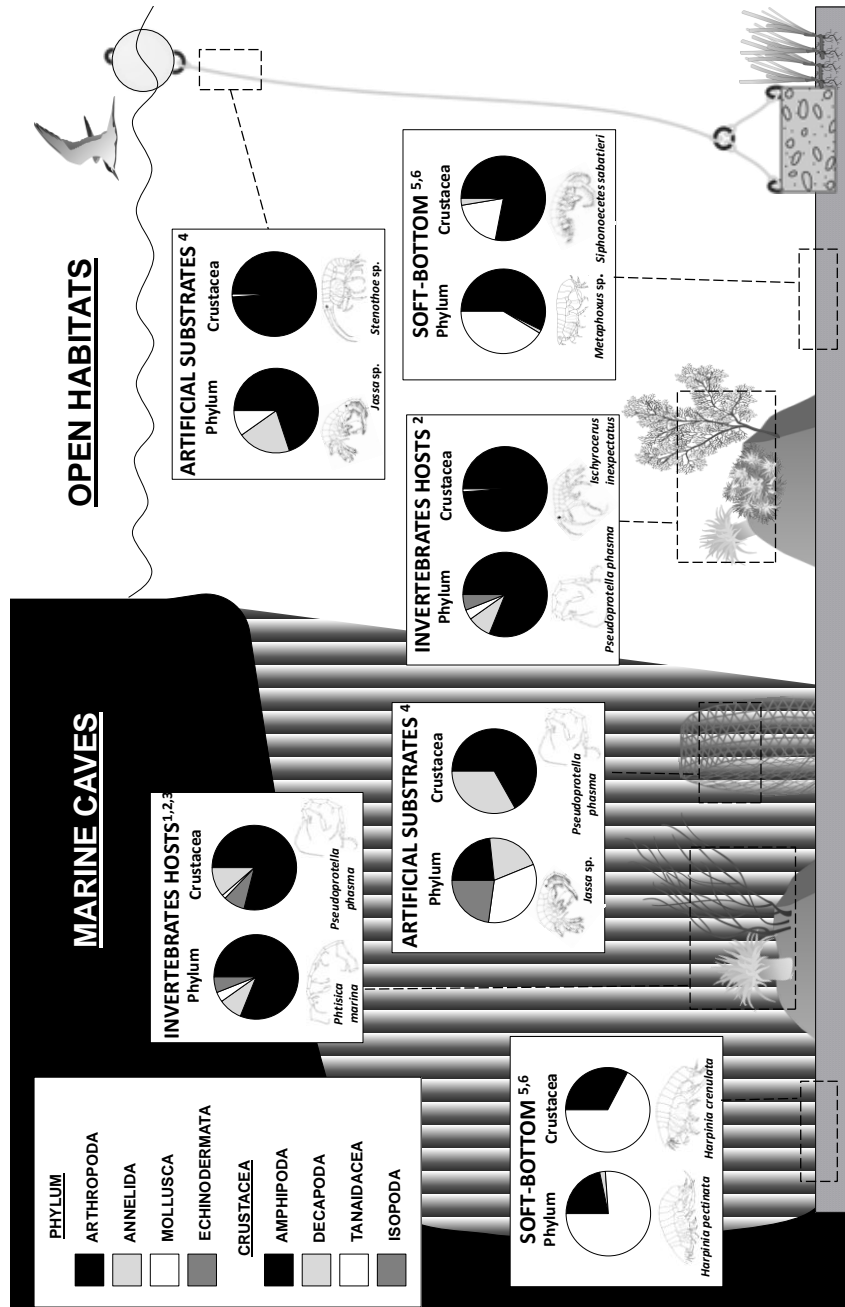 MARINE CAVES
OPEN HABITATS
PHYLUM
ARTHROPODA
ANNELIDA
MOLLUSCA
ECHINODERMATA
CRUSTACEA
AMPHIPODA
DECAPODA
TANAIDACEA
ISOPODA
INVERTEBRATES HOSTS 1,2,3
Phylum Crustacea
Phtisica marina
Pseudoprotella phasma
ARTIFICIAL SUBSTRATES 4
Phylum Crustacea
Jassa sp.
Pseudoprotella phasma
SOFT-BOTTOM 5,6
Phylum Crustacea
Harpinia pectinata
Harpinia crenulata
INVERTEBRATES HOSTS 2
Phylum Crustacea
Pseudoprotella phasma
Ischyrocerus inexpectatus
ARTIFICIAL SUBSTRATES 4
Phylum Crustacea
Jassa sp.
Stenothoe sp.
SOFT-BOTTOM 5,6
Phylum Crustacea
Metaphoxus sp.
Siphonoecetes sabatieri